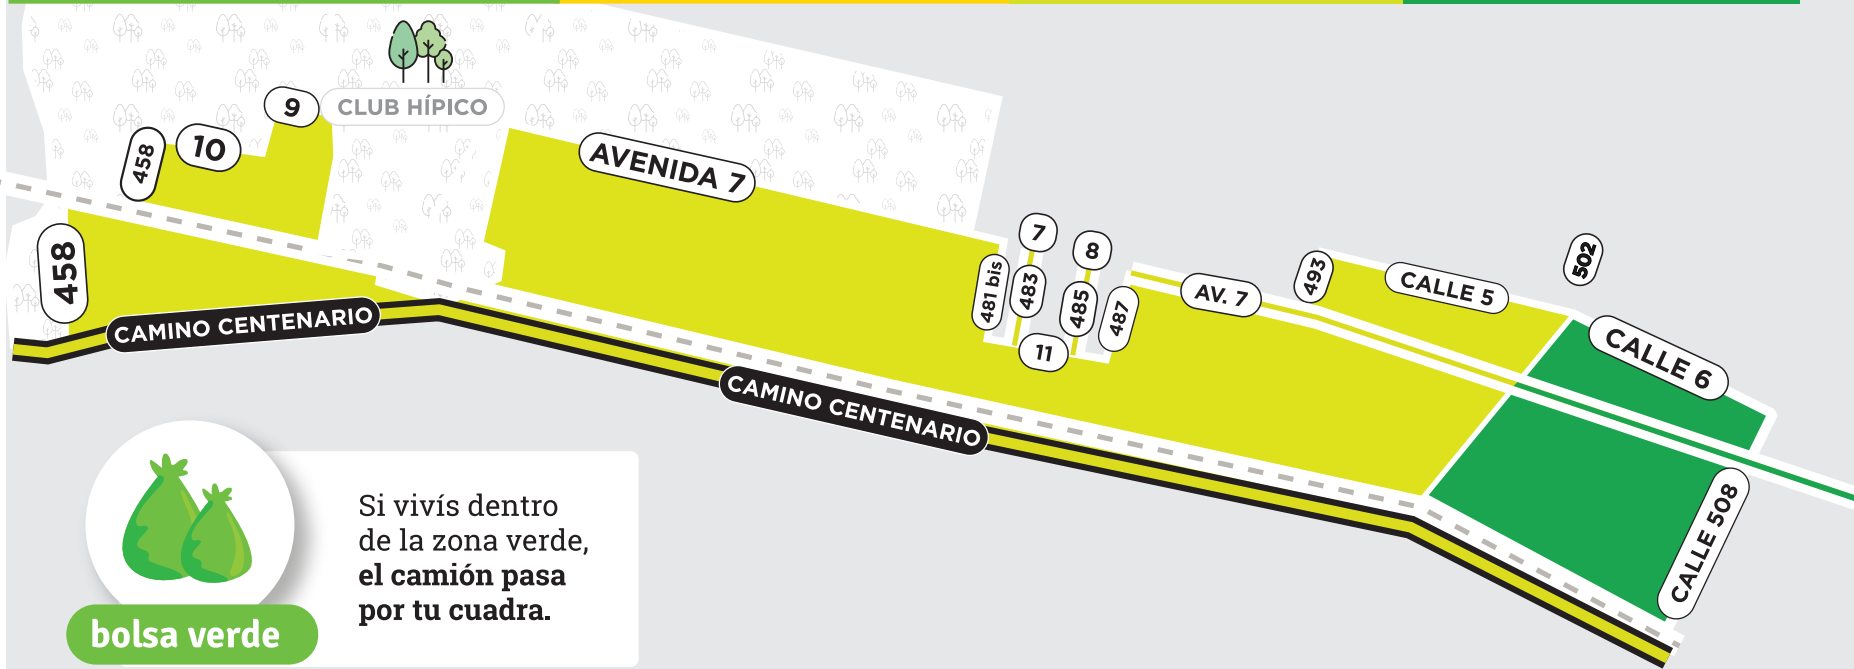 CLUB HÍPICO
9
10
458
AVENIDA 7
458
CAMINO CENTENARIO
7
8
481 bis
483
485
487
11
AV. 7
493
CALLE 5
502
CALLE 6
CAMINO CENTENARIO
CALLE 508
Si vivís dentro
de la zona verde,
el camión pasa
por tu cuadra.
bolsa verde